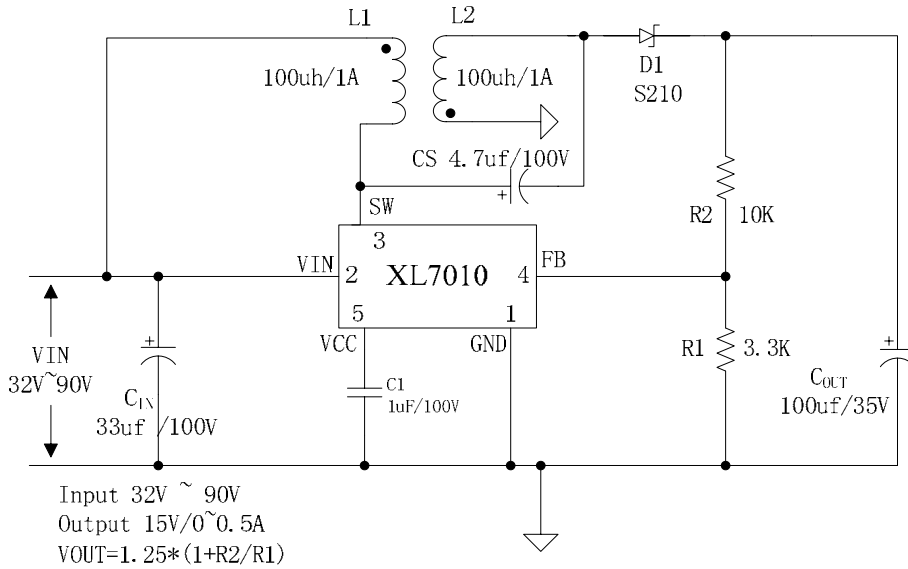 L1
L2
100uh/1A
100uh/1A
D1
S210
CS 4.7uf/100V
+
SW
R2
10K
3
VIN
2
XL7010
4
FB
5
1
VCC
GND
+
VIN
32V~90V
C_IN
33uf /100V
C1
1uF/100V
R1
3.3K
+
C_OUT
100uf/35V
Input 32V ~ 90V
Output 15V/0~0.5A
VOUT=1.25*(1+R2/R1)